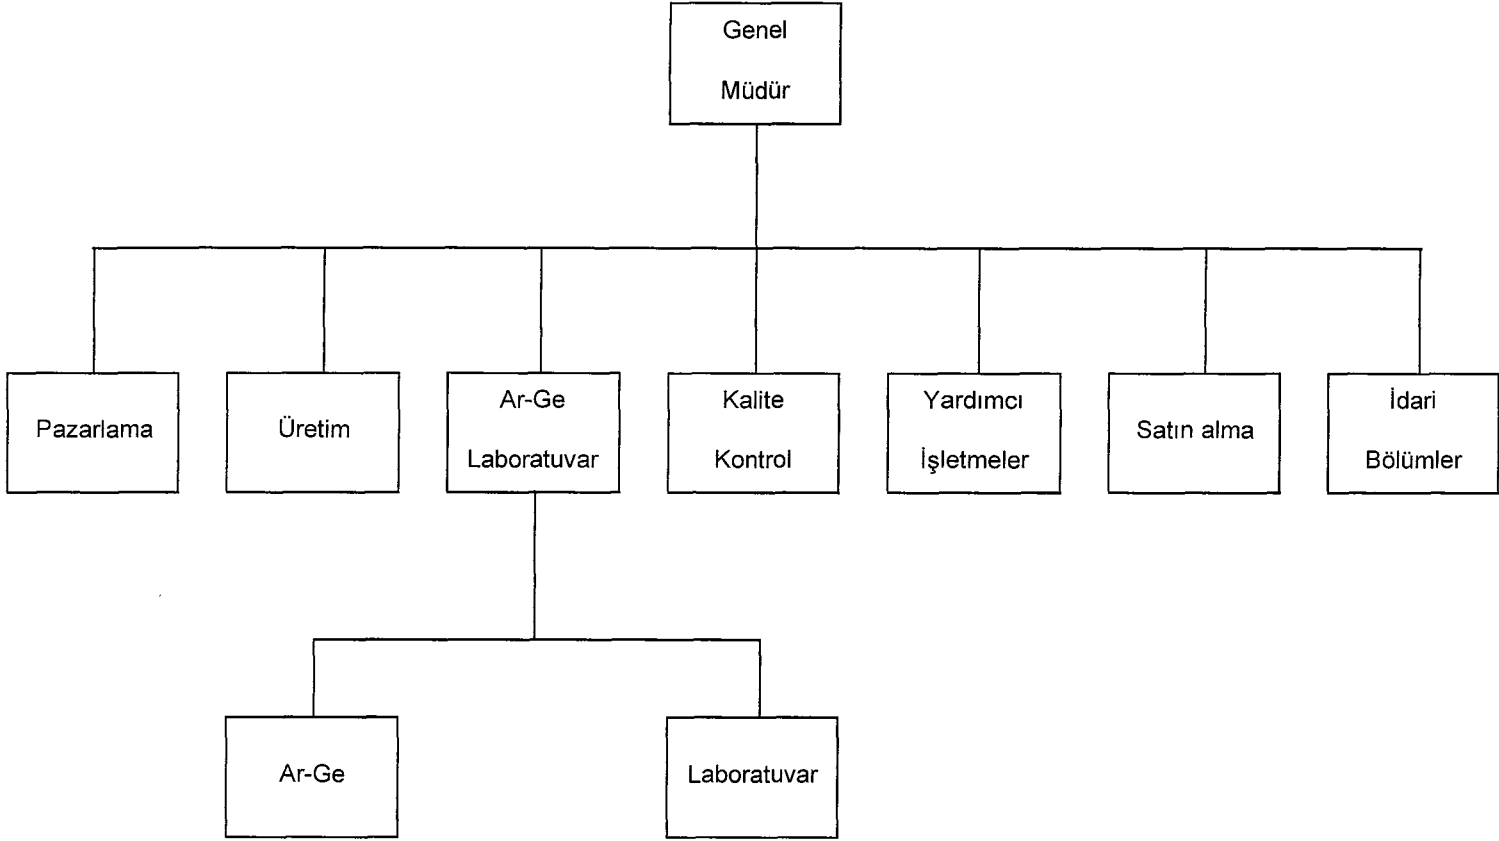 Genel
Müdür
Pazarlama
Üretim
Ar-Ge
Laboratuvar
Kalite
Kontrol
Yardımcı
İşletmeler
Satın alma
İdari
Bölümler
Ar-Ge
Laboratuvar